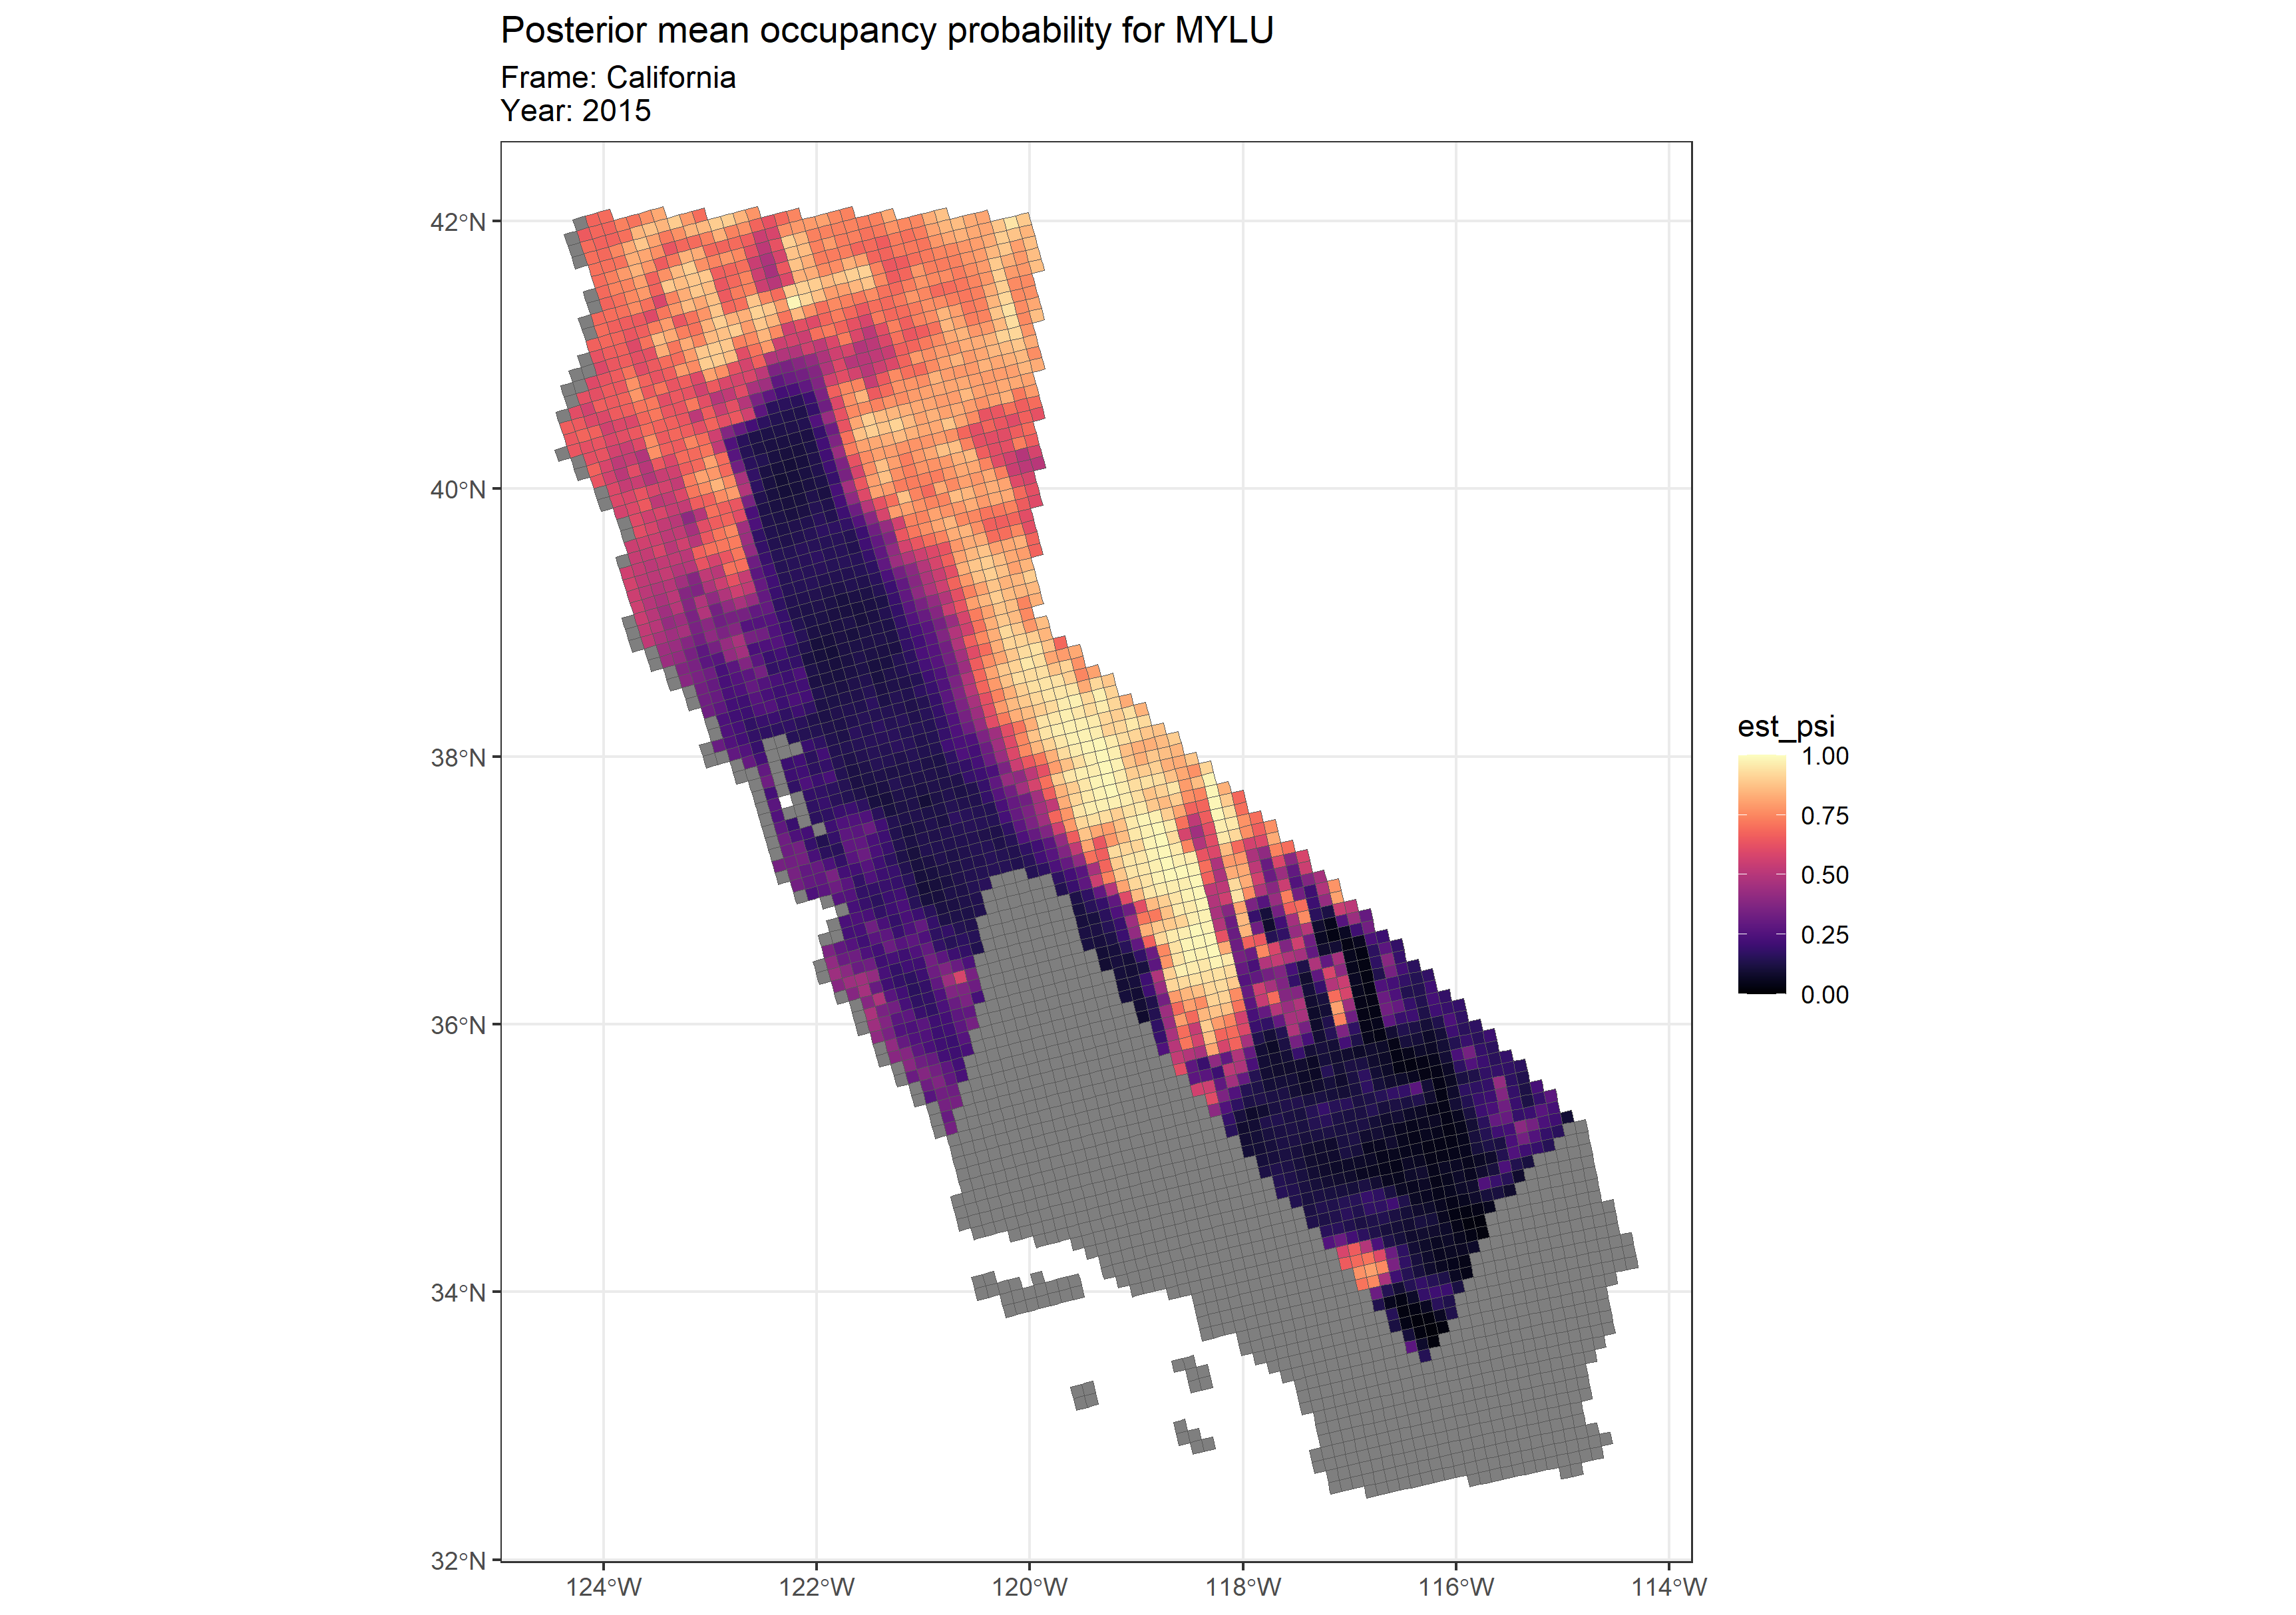 Posterior mean occupancy probability for MYLU
Frame: California
Year: 2015
42°N
40°N
38°N
36°N
34°N
32°N
124°W
122°W
120°W
118°W
116°W
114°W
est_psi
1.00
0.75
0.50
0.25
0.00